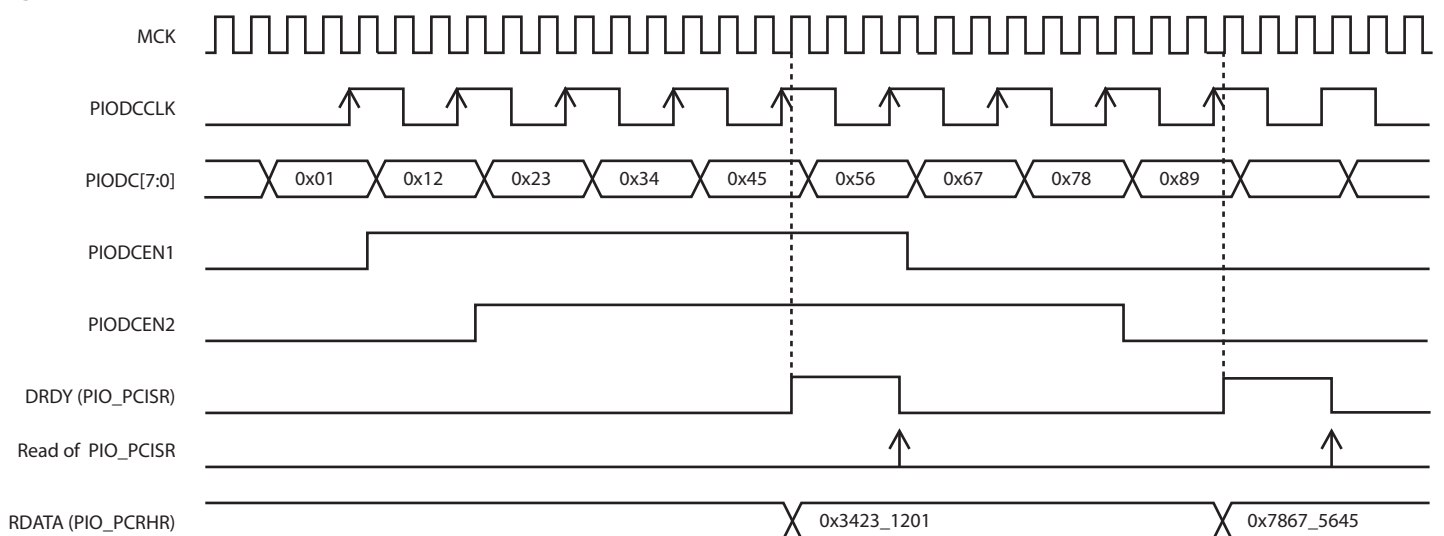 MCK
PIODCCLK
PIODC[7:0] 0x01 0x12 0x23 0x34 0x45 0x56 0x67 0x78 0x89
PIODCEN1
PIODCEN2
DRDY (PIO_PCISR)
Read of PIO_PCISR
RDATA (PIO_PCRHR) 0x3423_1201 0x7867_5645